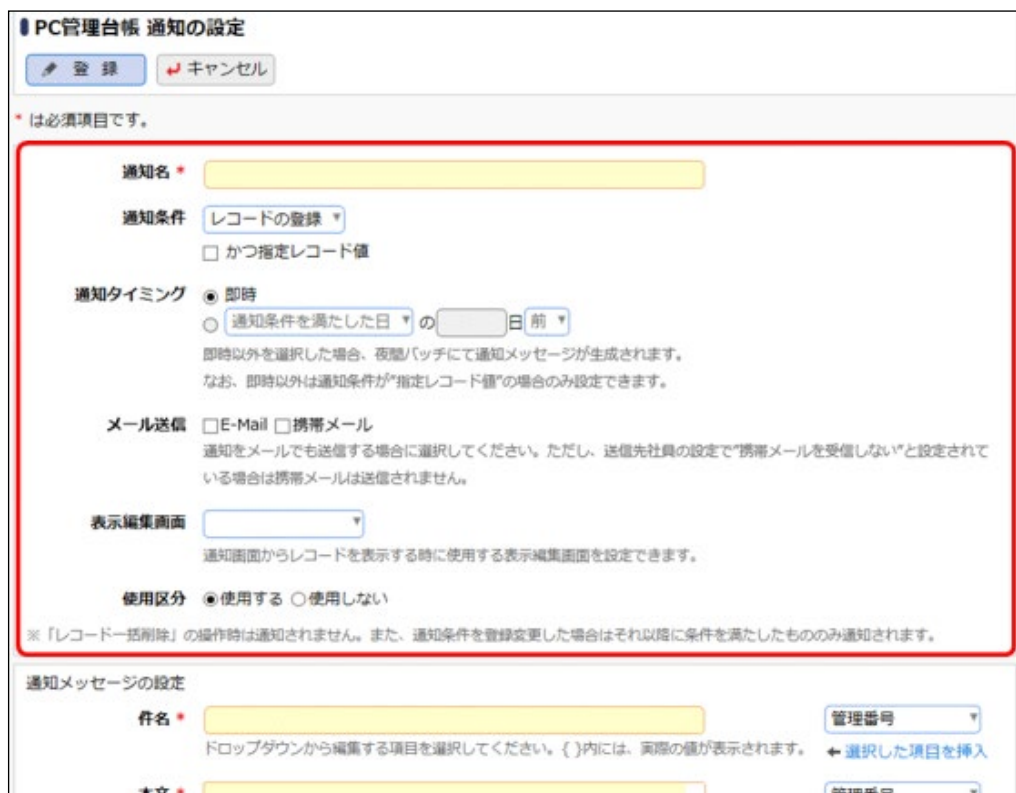 PC管理台帳 通知の設定
登 録 キャンセル
* は必須項目です。
通知名 *
通知条件 レコードの登録
かつ指定レコード値
通知タイミング 即時
通知条件を満たした日 の 日 前
即時以外を選択した場合、夜間バッチにて通知メッセージが生成されます。
なお、即時以外は通知条件が"指定レコード値"の場合のみ設定できます。
メール送信 E-Mail 携帯メール
通知をメールでも送信する場合に選択してください。ただし、送信先社員の設定で"携帯メールを受信しない"と設定されて
いる場合は携帯メールは送信されません。
表示編集画面
通知画面からレコードを表示する時に使用する表示編集画面を設定できます。
使用区分 使用する 使用しない
※「レコード一括削除」の操作時は通知されません。また、通知条件を登録変更した場合はそれ以降に条件を満たしたもののみ通知されます。
通知メッセージの設定
件名 * 管理番号
ドロップダウンから編集する項目を選択してください。{ }内には、実際の値が表示されます。 ←選択した項目を挿入
本文 * 管理番号